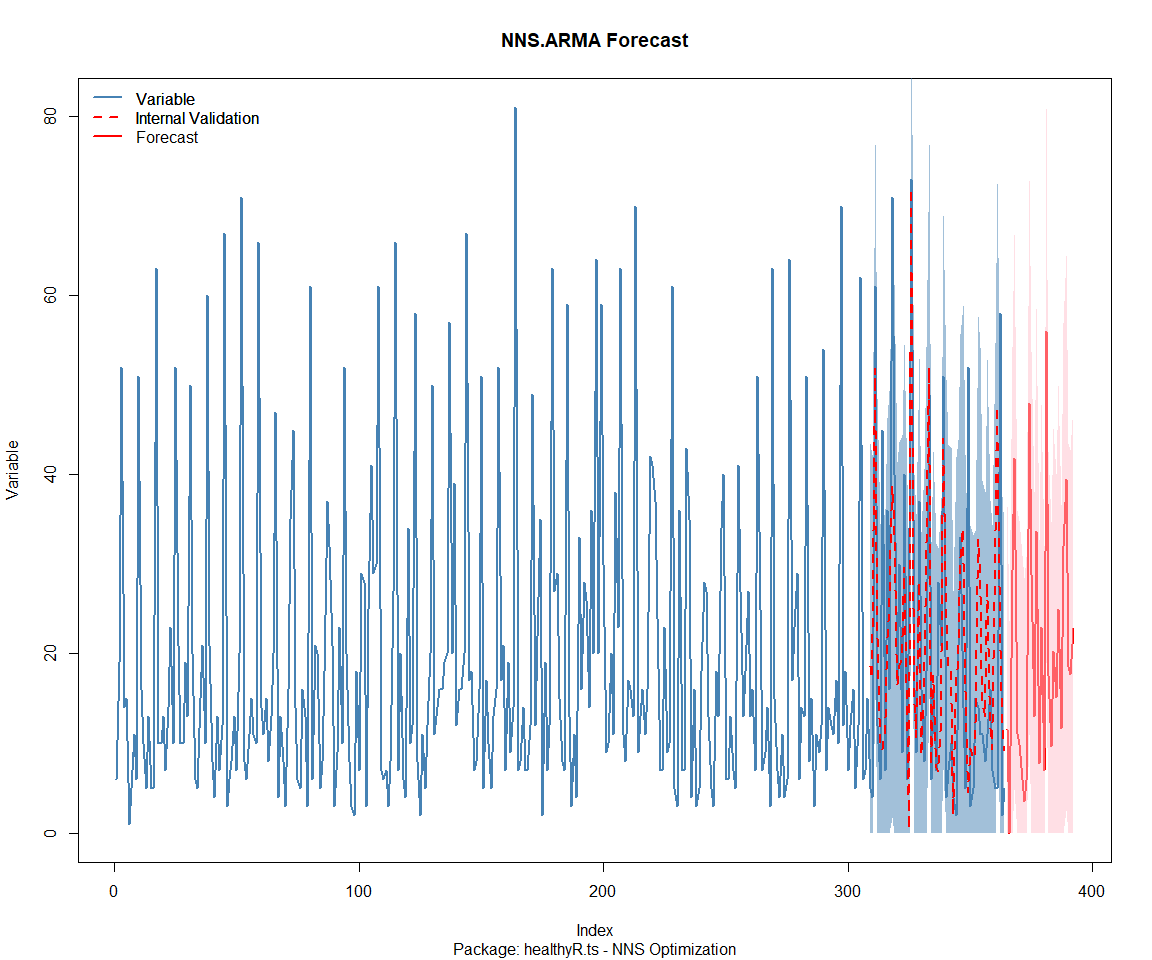 NNS.ARMA Forecast
Variable
Internal Validation
Forecast
80
60
40
20
0
Variable
0 100 200 300 400
Index
Package: healthyR.ts - NNS Optimization